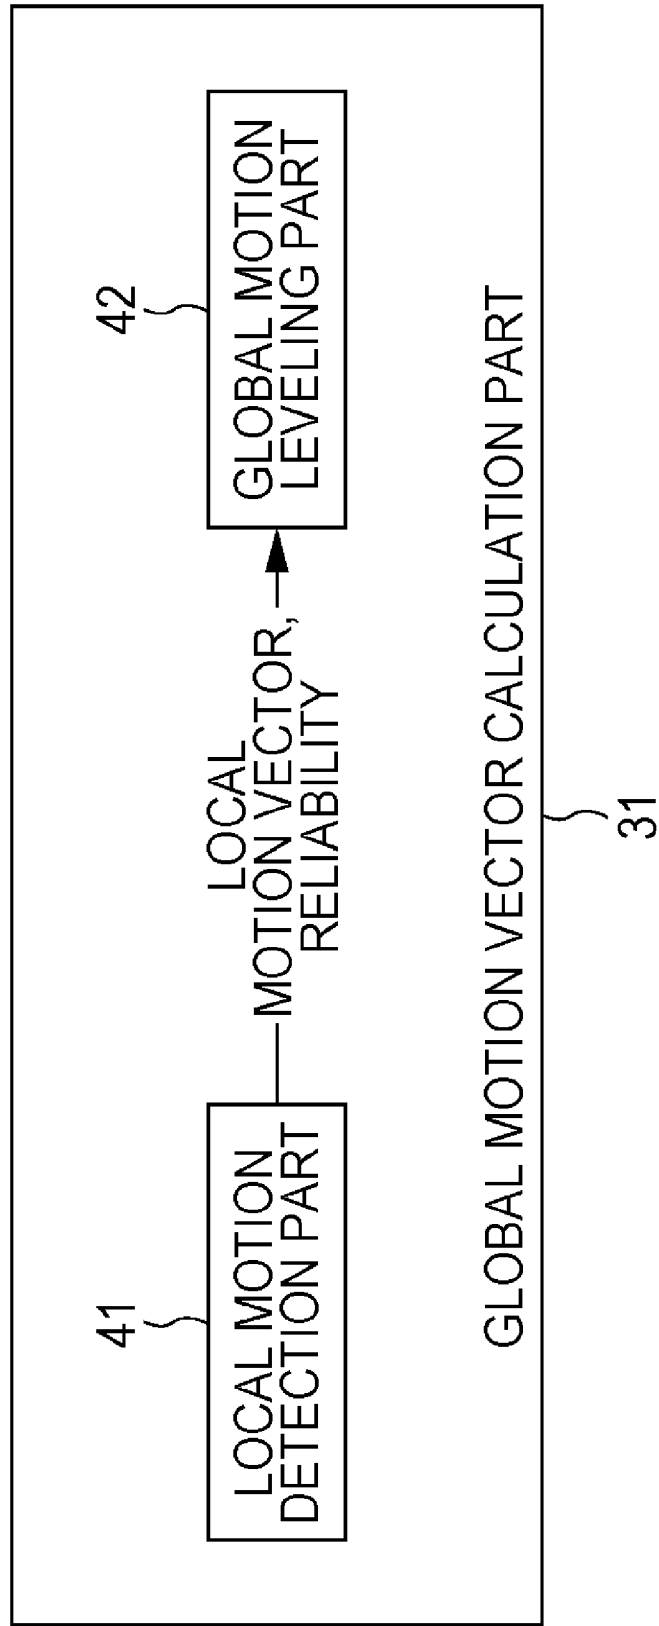 41
LOCAL MOTION
DETECTION PART
LOCAL
MOTION VECTOR,
RELIABILITY
42
GLOBAL MOTION
LEVELING PART
GLOBAL MOTION VECTOR CALCULATION PART
31